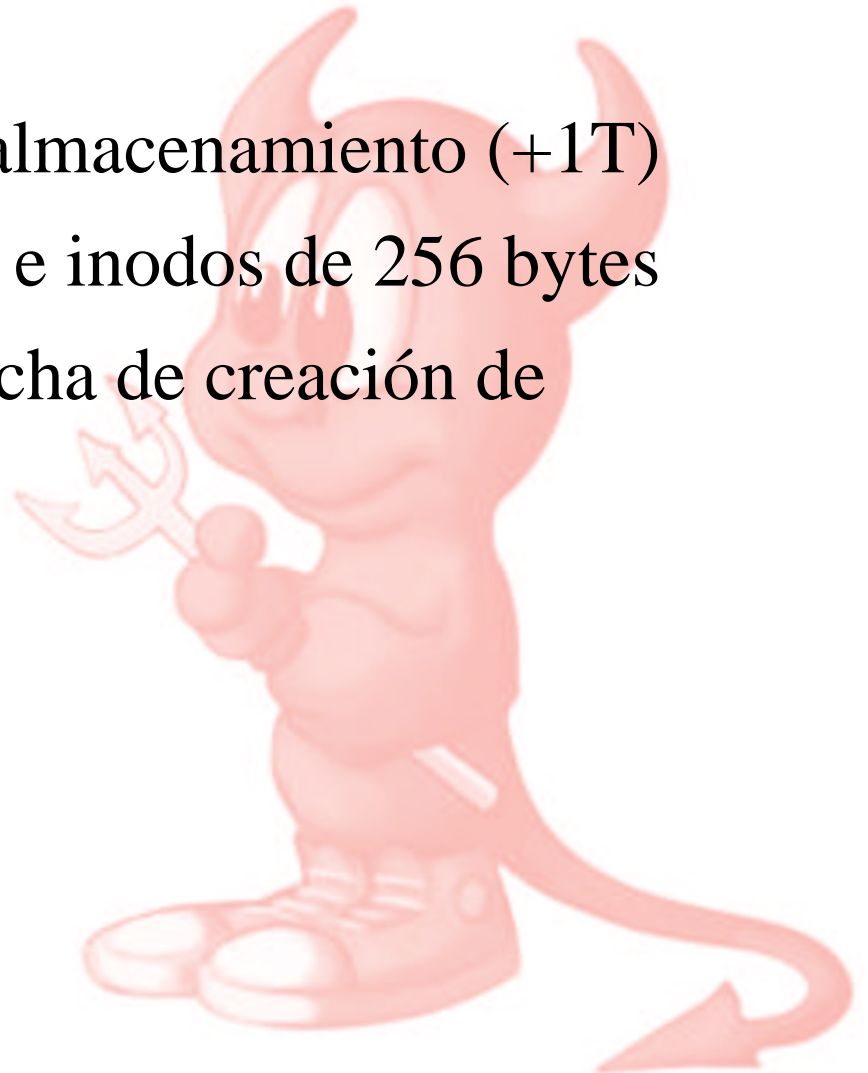 almacenamiento (+1T)
e inodos de 256 bytes
cha de creación de